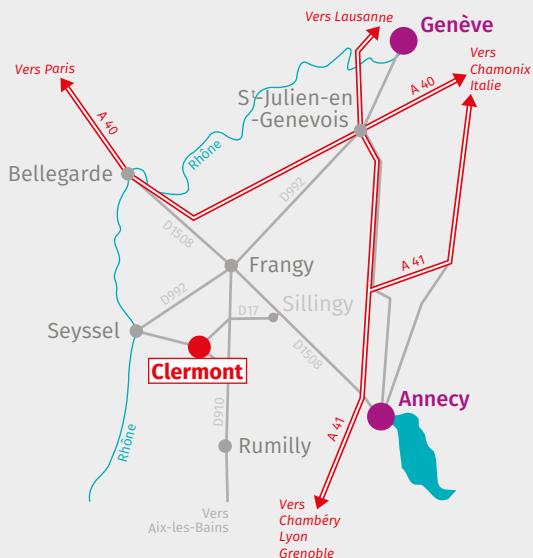 Vers Lausanne
Genève
Vers
Chamonix
Italie
Vers Paris
A 40
A 40
St-Julien-en
-Genevois
Rhône
Bellegarde
D992
D1508
Frangy
A 41
D992
Sillingy
D17
Seyssel
D1508
Clermont
Annecy
D910
A 41
Rumilly
Rhône
Vers
Aix-les-Bains
Vers
Chambéry
Lyon
Grenoble